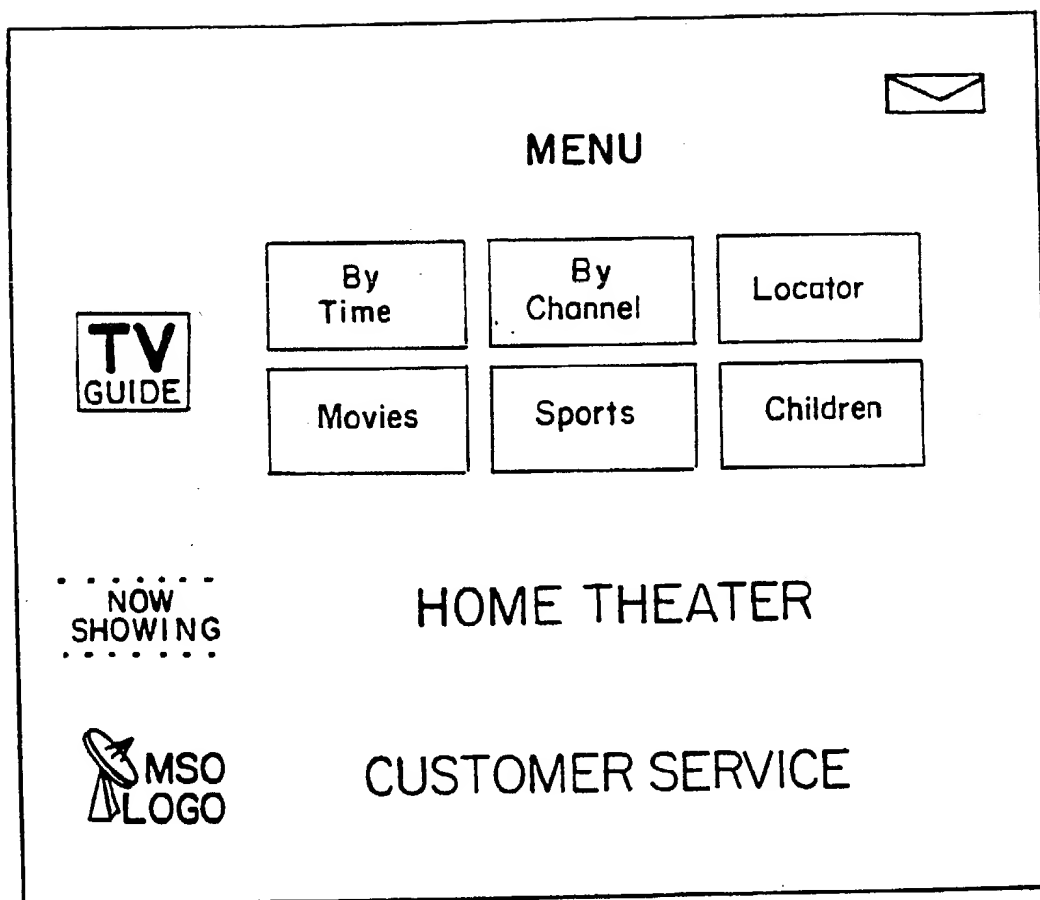 MENU
By
Time
By
Channel
Locator
TV
GUIDE
Movies
Sports
Children
NOW
SHOWING
HOME THEATER
MSO
LOGO
CUSTOMER SERVICE